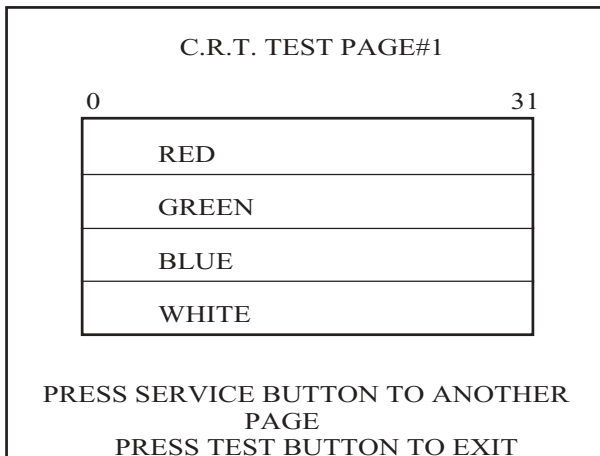 C.R.T. TEST PAGE#1
0 31
RED
GREEN
BLUE
WHITE
PRESS SERVICE BUTTON TO ANOTHER
PAGE
PRESS TEST BUTTON TO EXIT